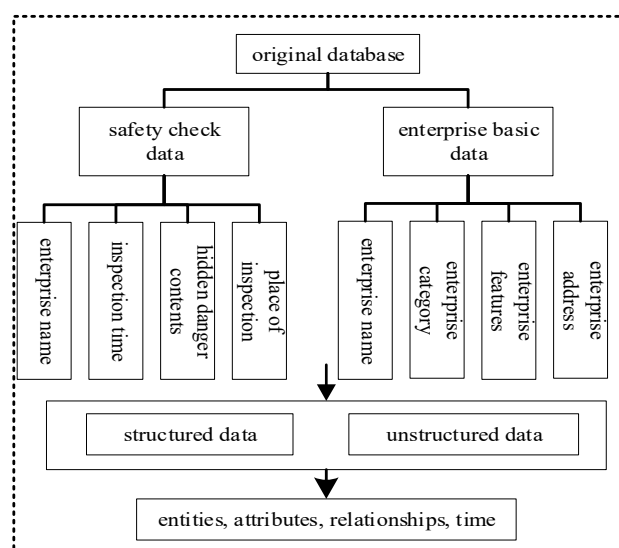 original database
safety check
data
enterprise basic
data
enterprise name
inspection time
hidden danger
contents
place of
inspection
enterprise name
enterprise
category
enterprise
features
enterprise
address
structured data
unstructured data
entities, attributes, relationships, time